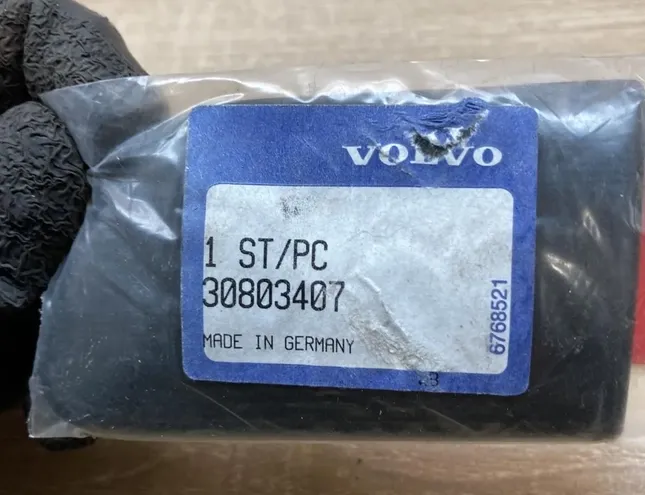 VOLVO
1 ST/PC
30803407
MADE IN GERMANY
6768521